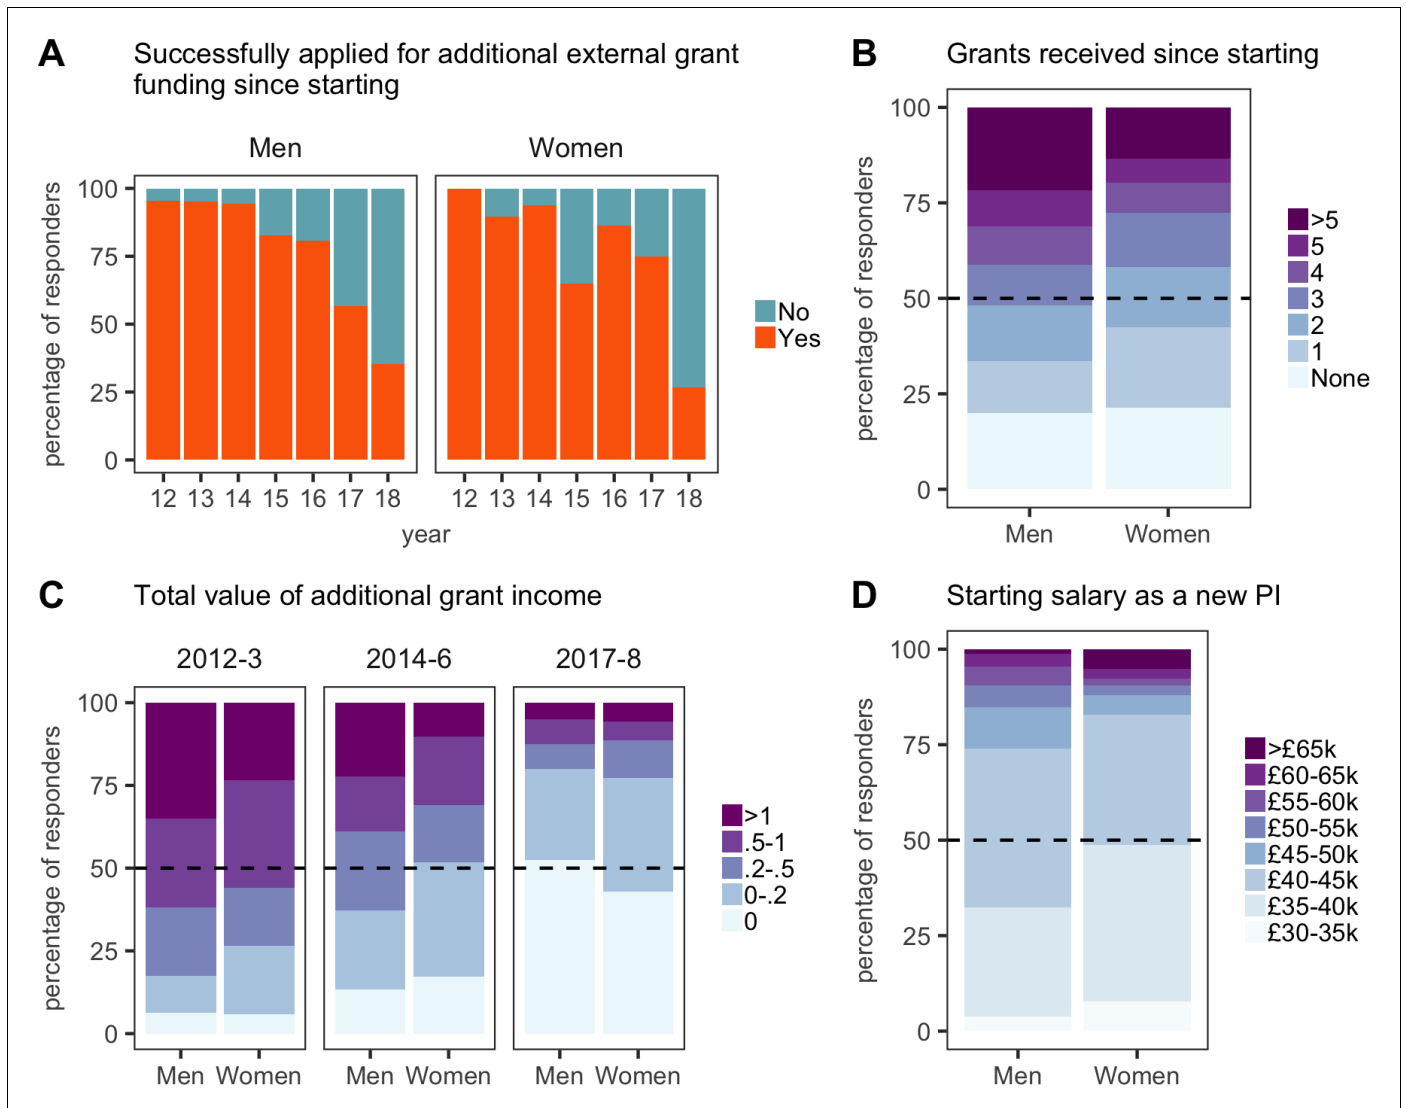 A
Successfully applied for additional external grant
funding since starting
Men
Women
percentage of responders
100
75
50
25
0
12 13 14 15 16 17 18
12 13 14 15 16 17 18
year
No
Yes
B
Grants received since starting
percentage of responders
100
75
50
25
0
Men
Women
>5
5
4
3
2
1
None
C
Total value of additional grant income
2012-3
2014-6
2017-8
percentage of responders
100
75
50
25
0
Men Women
Men Women
Men Women
>1
.5-1
.2-.5
0-.2
0
D
Starting salary as a new PI
percentage of responders
100
75
50
25
0
Men
Women
>£65k
£60-65k
£55-60k
£50-55k
£45-50k
£40-45k
£35-40k
£30-35k